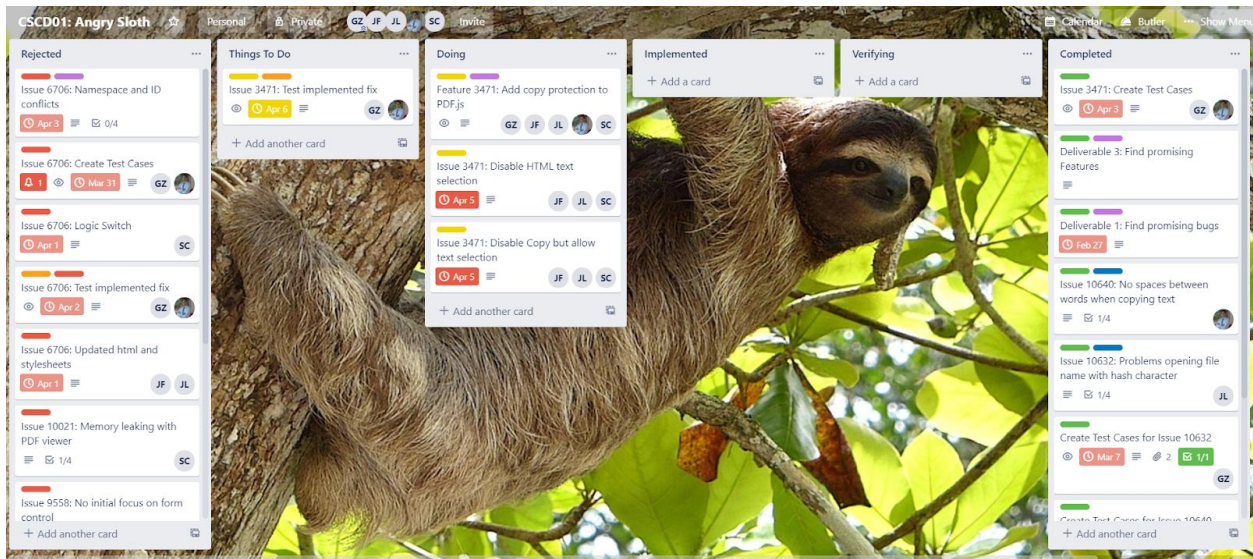 CSCD01: Angry Sloth
Personal
Private
GZ JF JL SC
Invite
Calendar
Butler
Show Menu
Rejected
Issue 6706: Namespace and ID
conflicts
Apr 3 0/4
Issue 6706: Create Test Cases
1 Mar 31 GZ
Issue 6706: Logic Switch
Apr 1 SC
Issue 6706: Test implemented fix
Apr 2 GZ
Issue 6706: Updated html and
stylesheets
Apr 1 JF JL
Issue 10021: Memory leaking with
PDF viewer
1/4 SC
Issue 9558: No initial focus on form
control
+ Add another card
Things To Do
Issue 3471: Test implemented fix
Apr 6 GZ
+ Add another card
Doing
Feature 3471: Add copy protection to
PDF.js
GZ JF JL SC
Issue 3471: Disable HTML text
selection
Apr 5 JF JL SC
Issue 3471: Disable Copy but allow
text selection
Apr 5 JF JL SC
+ Add another card
Implemented
+ Add a card
Verifying
+ Add a card
Completed
Issue 3471: Create Test Cases
Apr 3 GZ
Deliverable 3: Find promising
Features
Deliverable 1: Find promising bugs
Feb 27
Issue 10640: No spaces between
words when copying text
1/4
Issue 10632: Problems opening file
name with hash character
1/4 JL
Create Test Cases for Issue 10632
Mar 7 2 1/1
GZ
Create Test Cases for Issue 10640
+ Add another card